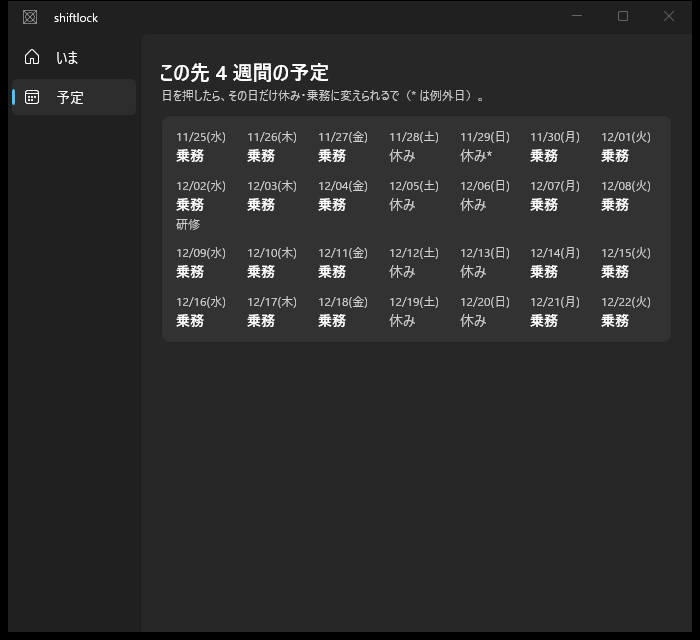 shiftlock
いま
予定
この先 4 週間の予定
日を押したら、その日だけ休み・乗務に変えられるで（* は例外日）。
11/25(水) 11/26(木) 11/27(金) 11/28(土) 11/29(日) 11/30(月) 12/01(火)
乗務 乗務 乗務 休み 休み* 乗務 乗務
12/02(水) 12/03(木) 12/04(金) 12/05(土) 12/06(日) 12/07(月) 12/08(火)
乗務 乗務 乗務 休み 休み 乗務 乗務
研修
12/09(水) 12/10(木) 12/11(金) 12/12(土) 12/13(日) 12/14(月) 12/15(火)
乗務 乗務 乗務 休み 休み 乗務 乗務
12/16(水) 12/17(木) 12/18(金) 12/19(土) 12/20(日) 12/21(月) 12/22(火)
乗務 乗務 乗務 休み 休み 乗務 乗務